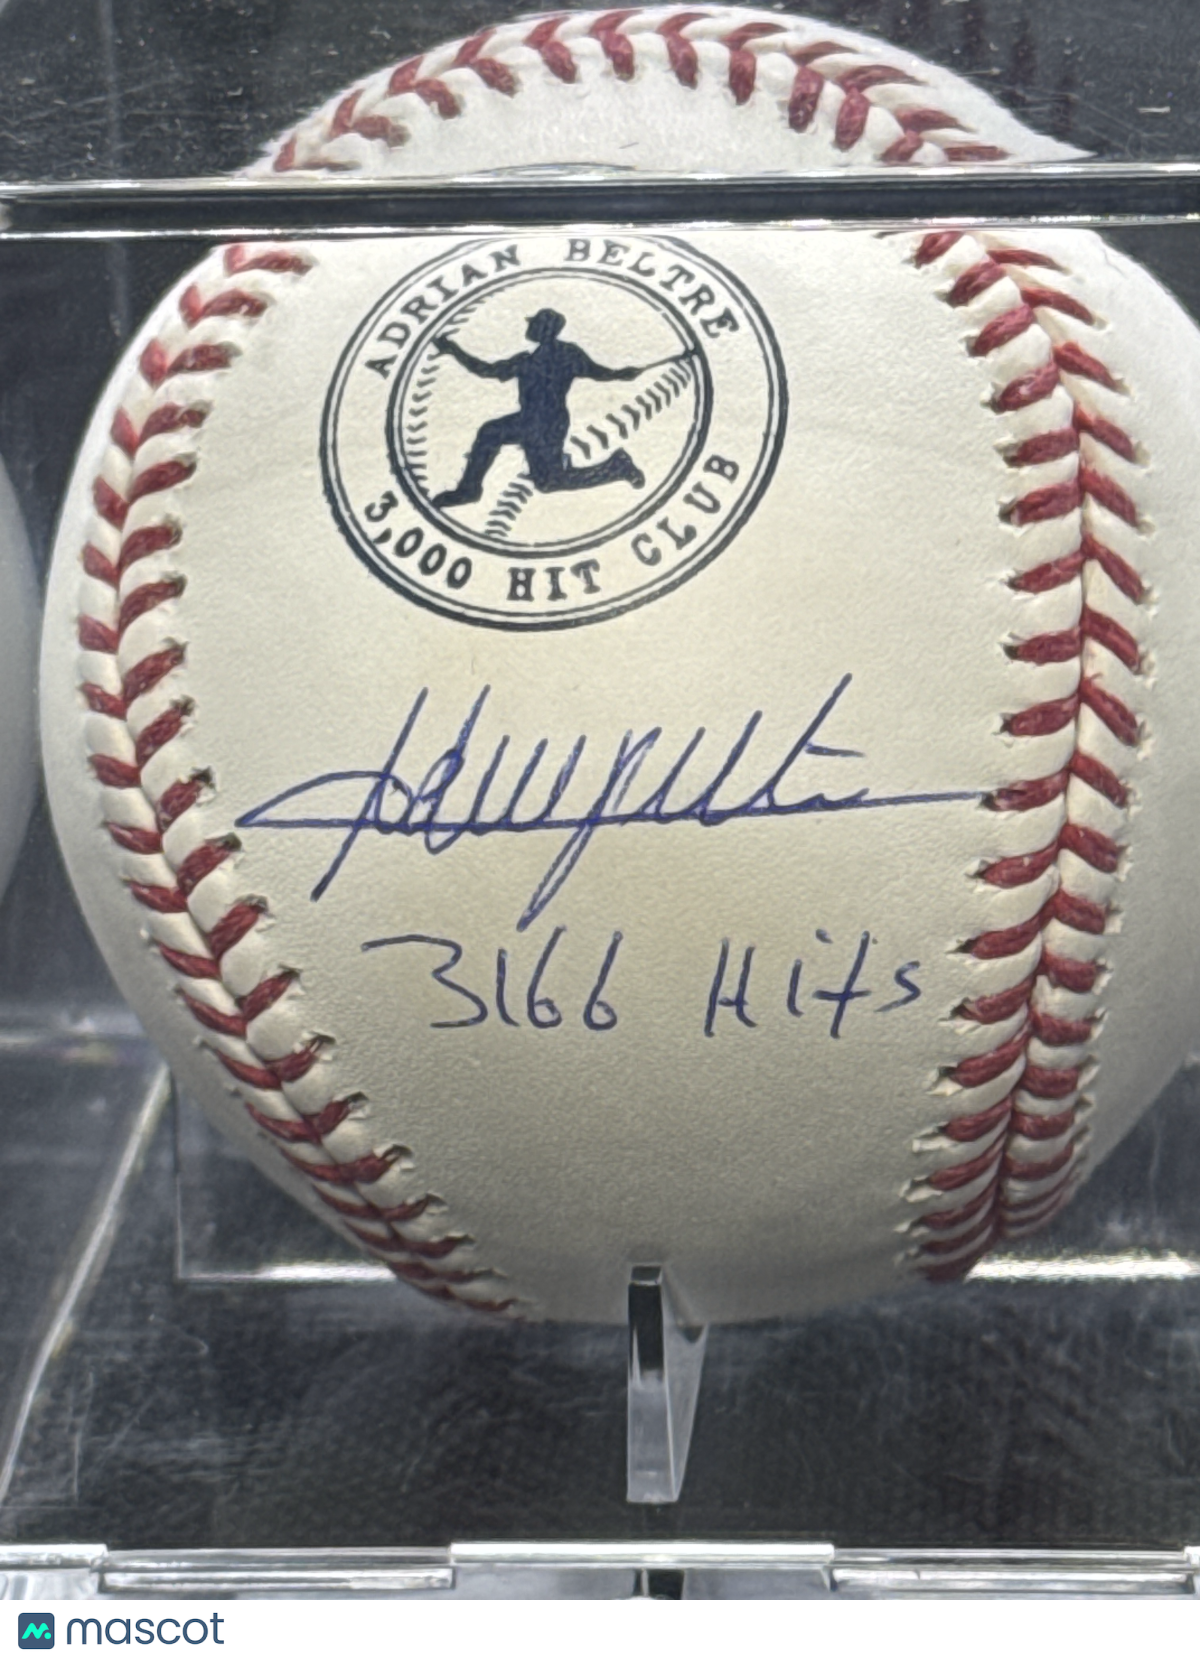 ADRIAN BELTRE
3,000 HIT CLUB
3166 Hits
mascot